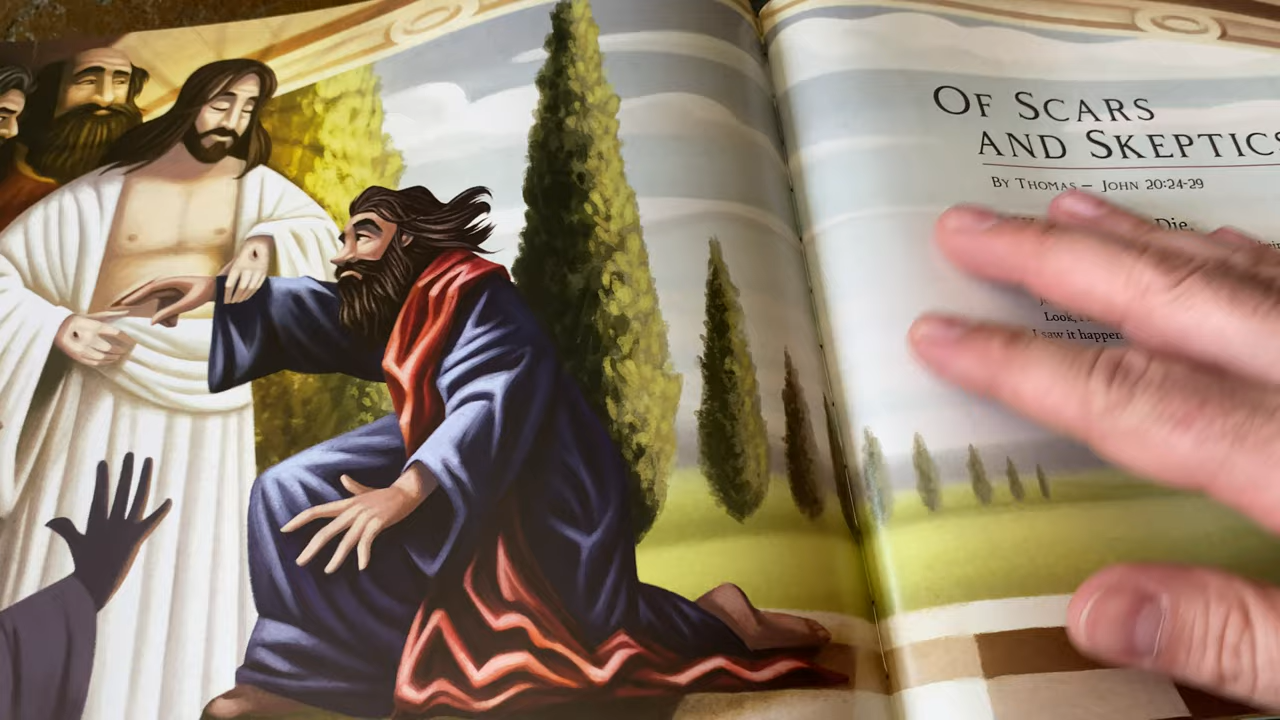 OF SCARS
AND SKEPTICS
BY THOMAS – JOHN 20:24-29
Die.
Look,
I saw it happen